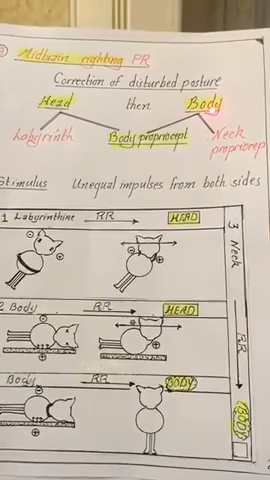 Midbrain righting PR
Correction of disturbed posture
Head then Body
Labyrinth Body propriocept Neck propriocep
Stimulus Unequal impulses from both sides
1 Labyrinthine RR HEAD
3 Neck RR BODY
2 Body RR HEAD
Body RR BODY